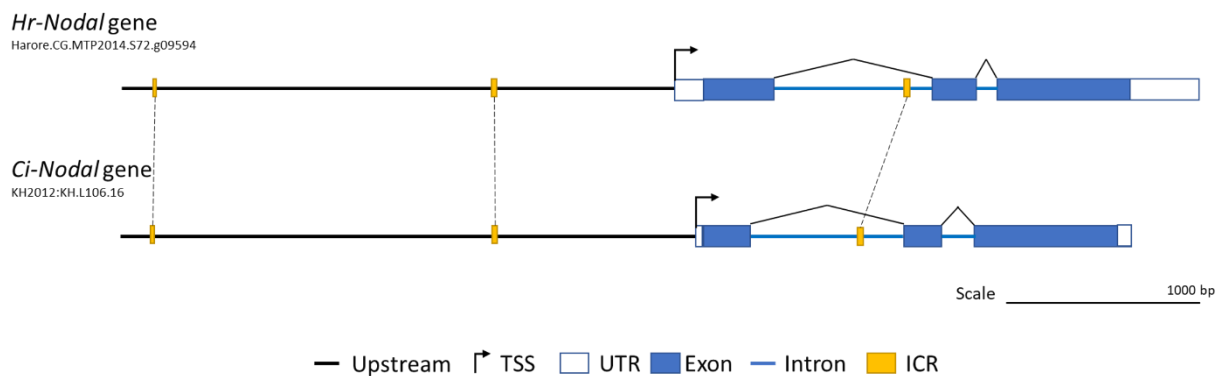 Hr-Nodal gene
Harore.CG.MTP2014.S72.g09594
Ci-Nodal gene
KH2012:KH.L106.16
Scale 1000 bp
Upstream TSS UTR Exon Intron ICR